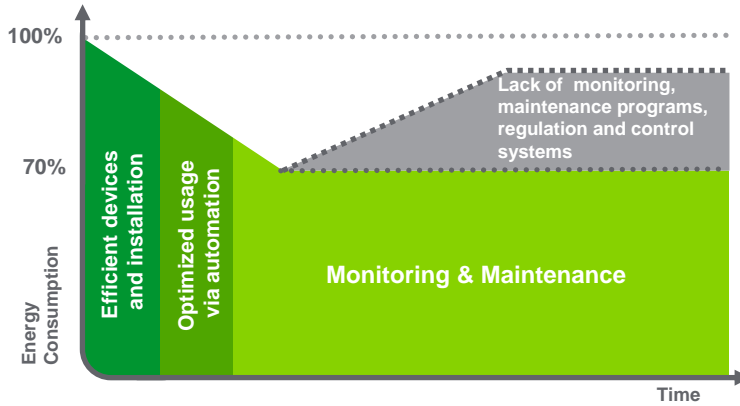 100%
Lack of monitoring,
maintenance programs,
regulation and control
systems
70%
Efficient devices
and installation
Optimized usage
via automation
Monitoring & Maintenance
Energy
Consumption
Time